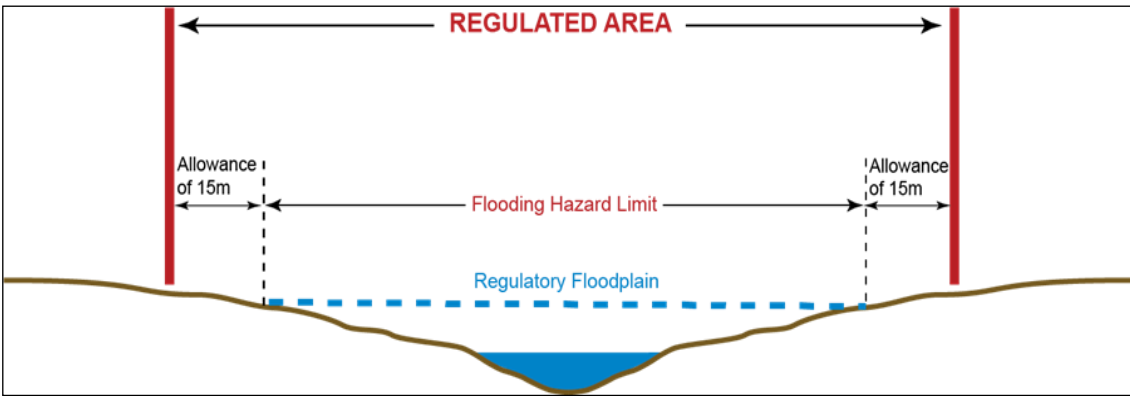 REGULATED AREA
Allowance
of 15m
Allowance
of 15m
Flooding Hazard Limit
Regulatory Floodplain